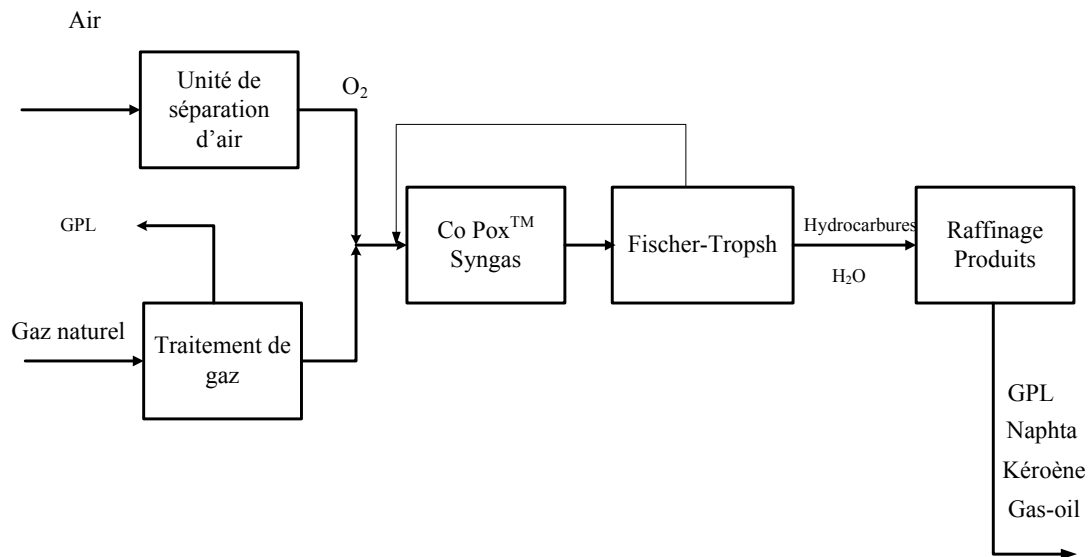 Air
Unité de
séparation
d'air
O₂
GPL
Gaz naturel
Traitement de
gaz
Co Pox™
Syngas
Fischer-Tropsh
Hydrocarbures
H₂O
Raffinage
Produits
GPL
Naphta
Kéroène
Gas-oil